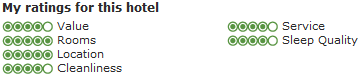 My ratings for this hotel
Value
Rooms
Location
Cleanliness
Service
Sleep Quality